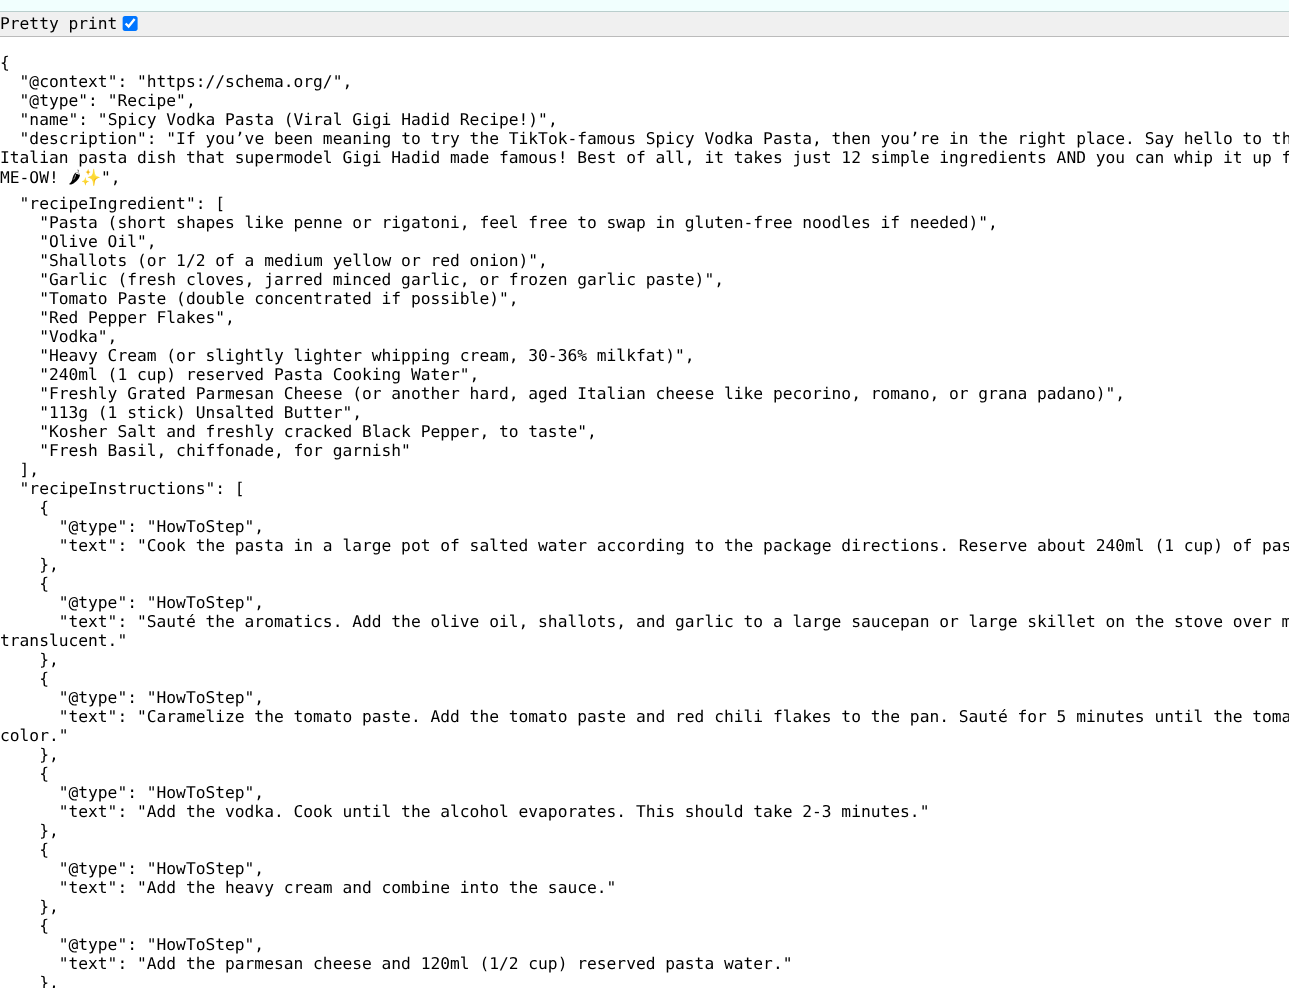 Pretty print
{
  "@context": "https://schema.org/",
  "@type": "Recipe",
  "name": "Spicy Vodka Pasta (Viral Gigi Hadid Recipe!)",
  "description": "If you’ve been meaning to try the TikTok-famous Spicy Vodka Pasta, then you’re in the right place. Say hello to
Italian pasta dish that supermodel Gigi Hadid made famous! Best of all, it takes just 12 simple ingredients AND you can whip it up
ME-OW! 🌶✨",
  "recipeIngredient": [
    "Pasta (short shapes like penne or rigatoni, feel free to swap in gluten-free noodles if needed)",
    "Olive Oil",
    "Shallots (or 1/2 of a medium yellow or red onion)",
    "Garlic (fresh cloves, jarred minced garlic, or frozen garlic paste)",
    "Tomato Paste (double concentrated if possible)",
    "Red Pepper Flakes",
    "Vodka",
    "Heavy Cream (or slightly lighter whipping cream, 30-36% milkfat)",
    "240ml (1 cup) reserved Pasta Cooking Water",
    "Freshly Grated Parmesan Cheese (or another hard, aged Italian cheese like pecorino, romano, or grana padano)",
    "113g (1 stick) Unsalted Butter",
    "Kosher Salt and freshly cracked Black Pepper, to taste",
    "Fresh Basil, chiffonade, for garnish"
  ],
  "recipeInstructions": [
    {
      "@type": "HowToStep",
      "text": "Cook the pasta in a large pot of salted water according to the package directions. Reserve about 240ml (1 cup) of
    },
    {
      "@type": "HowToStep",
      "text": "Sauté the aromatics. Add the olive oil, shallots, and garlic to a large saucepan or large skillet on the stove over
translucent."
    },
    {
      "@type": "HowToStep",
      "text": "Caramelize the tomato paste. Add the tomato paste and red chili flakes to the pan. Sauté for 5 minutes until the
color."
    },
    {
      "@type": "HowToStep",
      "text": "Add the vodka. Cook until the alcohol evaporates. This should take 2-3 minutes."
    },
    {
      "@type": "HowToStep",
      "text": "Add the heavy cream and combine into the sauce."
    },
    {
      "@type": "HowToStep",
      "text": "Add the parmesan cheese and 120ml (1/2 cup) reserved pasta water."
    },